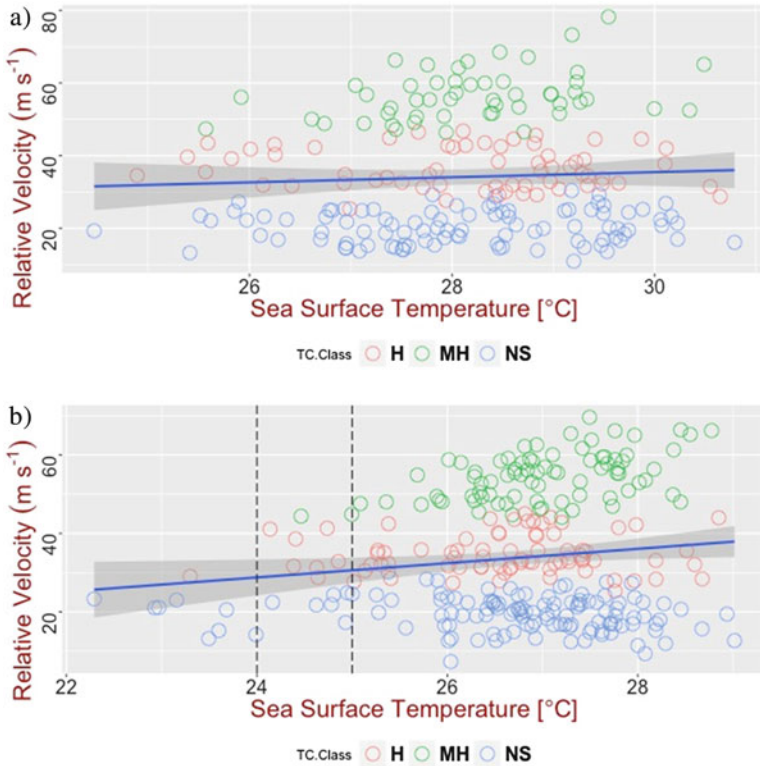 a)
Relative Velocity (m s⁻¹)
80
60
40
20
26 28 30
Sea Surface Temperature [°C]
TC.Class H MH NS
b)
Relative Velocity (m s⁻¹)
60
40
20
22 24 26 28
Sea Surface Temperature [°C]
TC.Class H MH NS